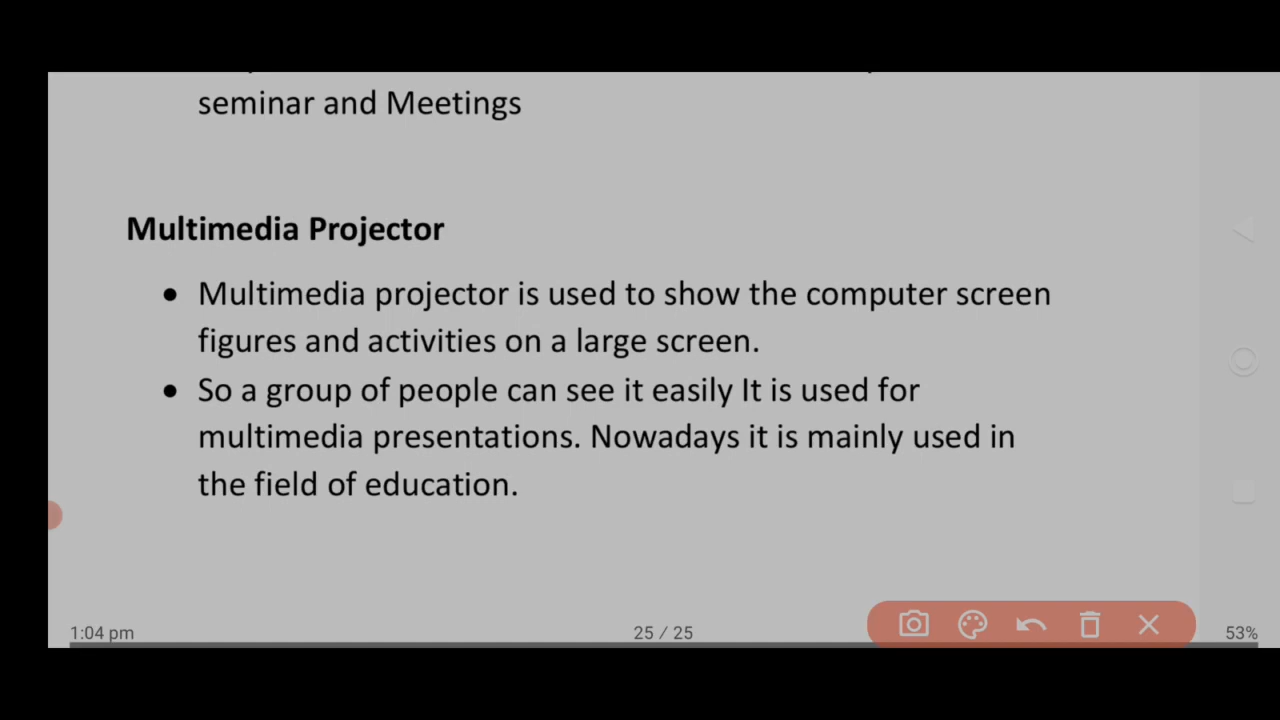 seminar and Meetings
Multimedia Projector
• Multimedia projector is used to show the computer screen
figures and activities on a large screen.
• So a group of people can see it easily It is used for
multimedia presentations. Nowadays it is mainly used in
the field of education.
1:04 pm
25 / 25
53%